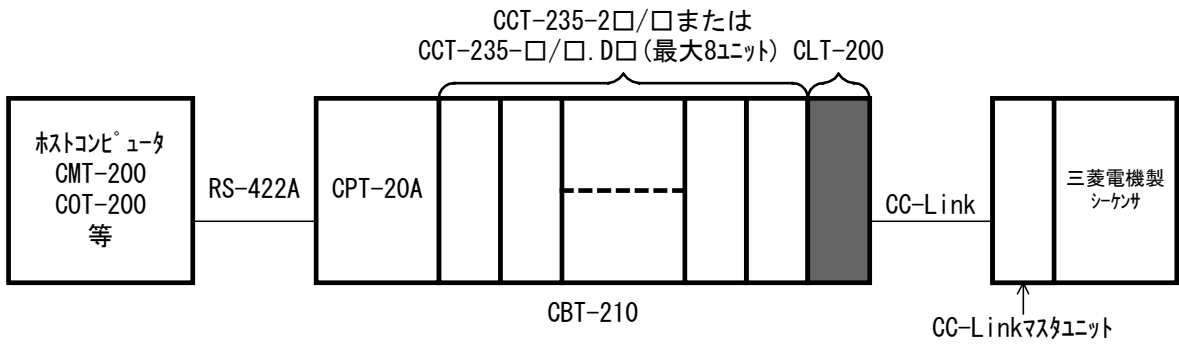 CCT-235-2□/□または
CCT-235-□/□.D□(最大8ﾕﾆｯﾄ) CLT-200
ﾎｽﾄｺﾝﾋﾟｭｰﾀ
CMT-200
COT-200
等
RS-422A
CPT-20A
CC-Link
三菱電機製
ｼｰｹﾝｻ
CBT-210
CC-Linkﾏｽﾀﾕﾆｯﾄ